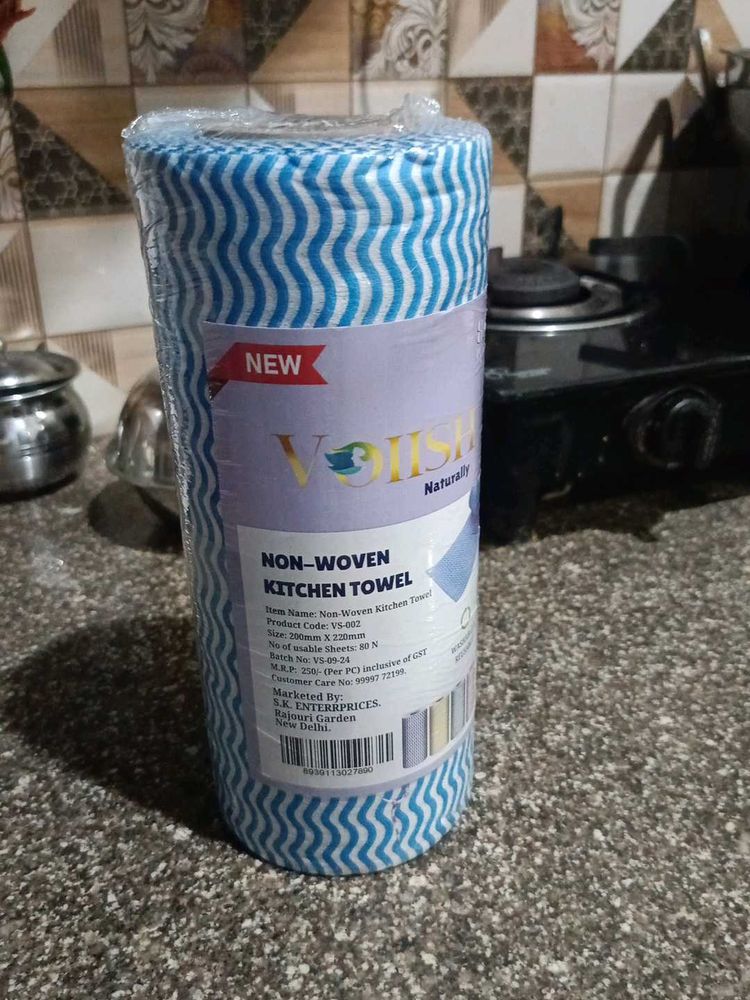 NEW
VOIISH
Naturally
NON-WOVEN
KITCHEN TOWEL
Item Name: Non-Woven Kitchen Towel
Product Code: VS-002
Size: 200mm X 220mm
No of usable Sheets: 80 N
Batch No: VS-09-24
M.R.P: 250/- (Per PC) inclusive of GST
Customer Care No: 99997 72199.
Marketed By:
S.K. ENTERRPRICES.
Rajouri Garden
New Delhi.
8939113027890